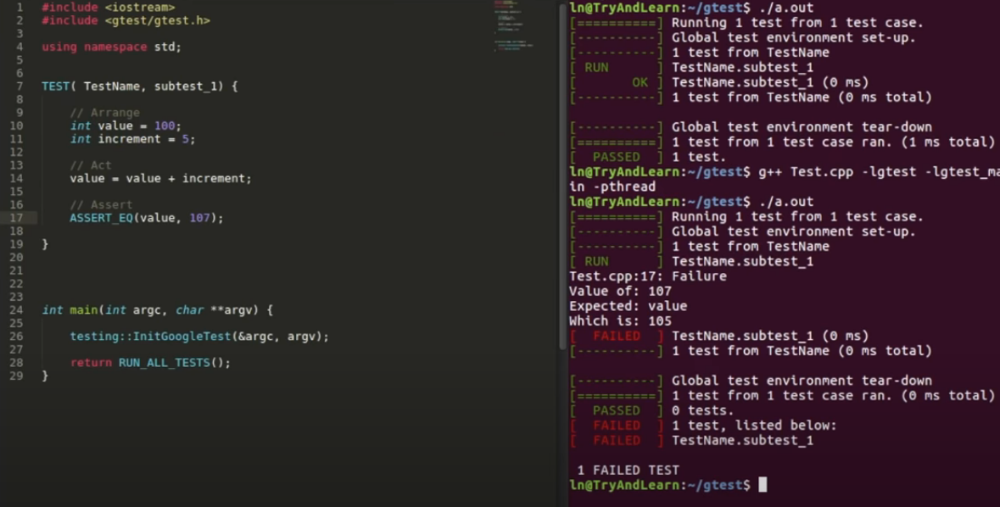 1 #include <iostream>
2 #include <gtest/gtest.h>
3
4 using namespace std;
5
6
7 TEST( TestName, subtest_1) {
8
9 // Arrange
10 int value = 100;
11 int increment = 5;
12
13 // Act
14 value = value + increment;
15
16 // Assert
17 ASSERT_EQ(value, 107);
18
19 }
20
21
22
23
24 int main(int argc, char **argv) {
25
26 testing::InitGoogleTest(&argc, argv);
27
28 return RUN_ALL_TESTS();
29 }
ln@TryAndLearn:~/gtest$ ./a.out
[==========] Running 1 test from 1 test case.
[----------] Global test environment set-up.
[----------] 1 test from TestName
[ RUN      ] TestName.subtest_1
[       OK ] TestName.subtest_1 (0 ms)
[----------] 1 test from TestName (0 ms total)

[----------] Global test environment tear-down
[==========] 1 test from 1 test case ran. (1 ms total)
[  PASSED  ] 1 test.
ln@TryAndLearn:~/gtest$ g++ Test.cpp -lgtest -lgtest_ma
in -pthread
ln@TryAndLearn:~/gtest$ ./a.out
[==========] Running 1 test from 1 test case.
[----------] Global test environment set-up.
[----------] 1 test from TestName
[ RUN      ] TestName.subtest_1
Test.cpp:17: Failure
Value of: 107
Expected: value
Which is: 105
[  FAILED  ] TestName.subtest_1 (0 ms)
[----------] 1 test from TestName (0 ms total)

[----------] Global test environment tear-down
[==========] 1 test from 1 test case ran. (0 ms total)
[  PASSED  ] 0 tests.
[  FAILED  ] 1 test, listed below:
[  FAILED  ] TestName.subtest_1

1 FAILED TEST
ln@TryAndLearn:~/gtest$